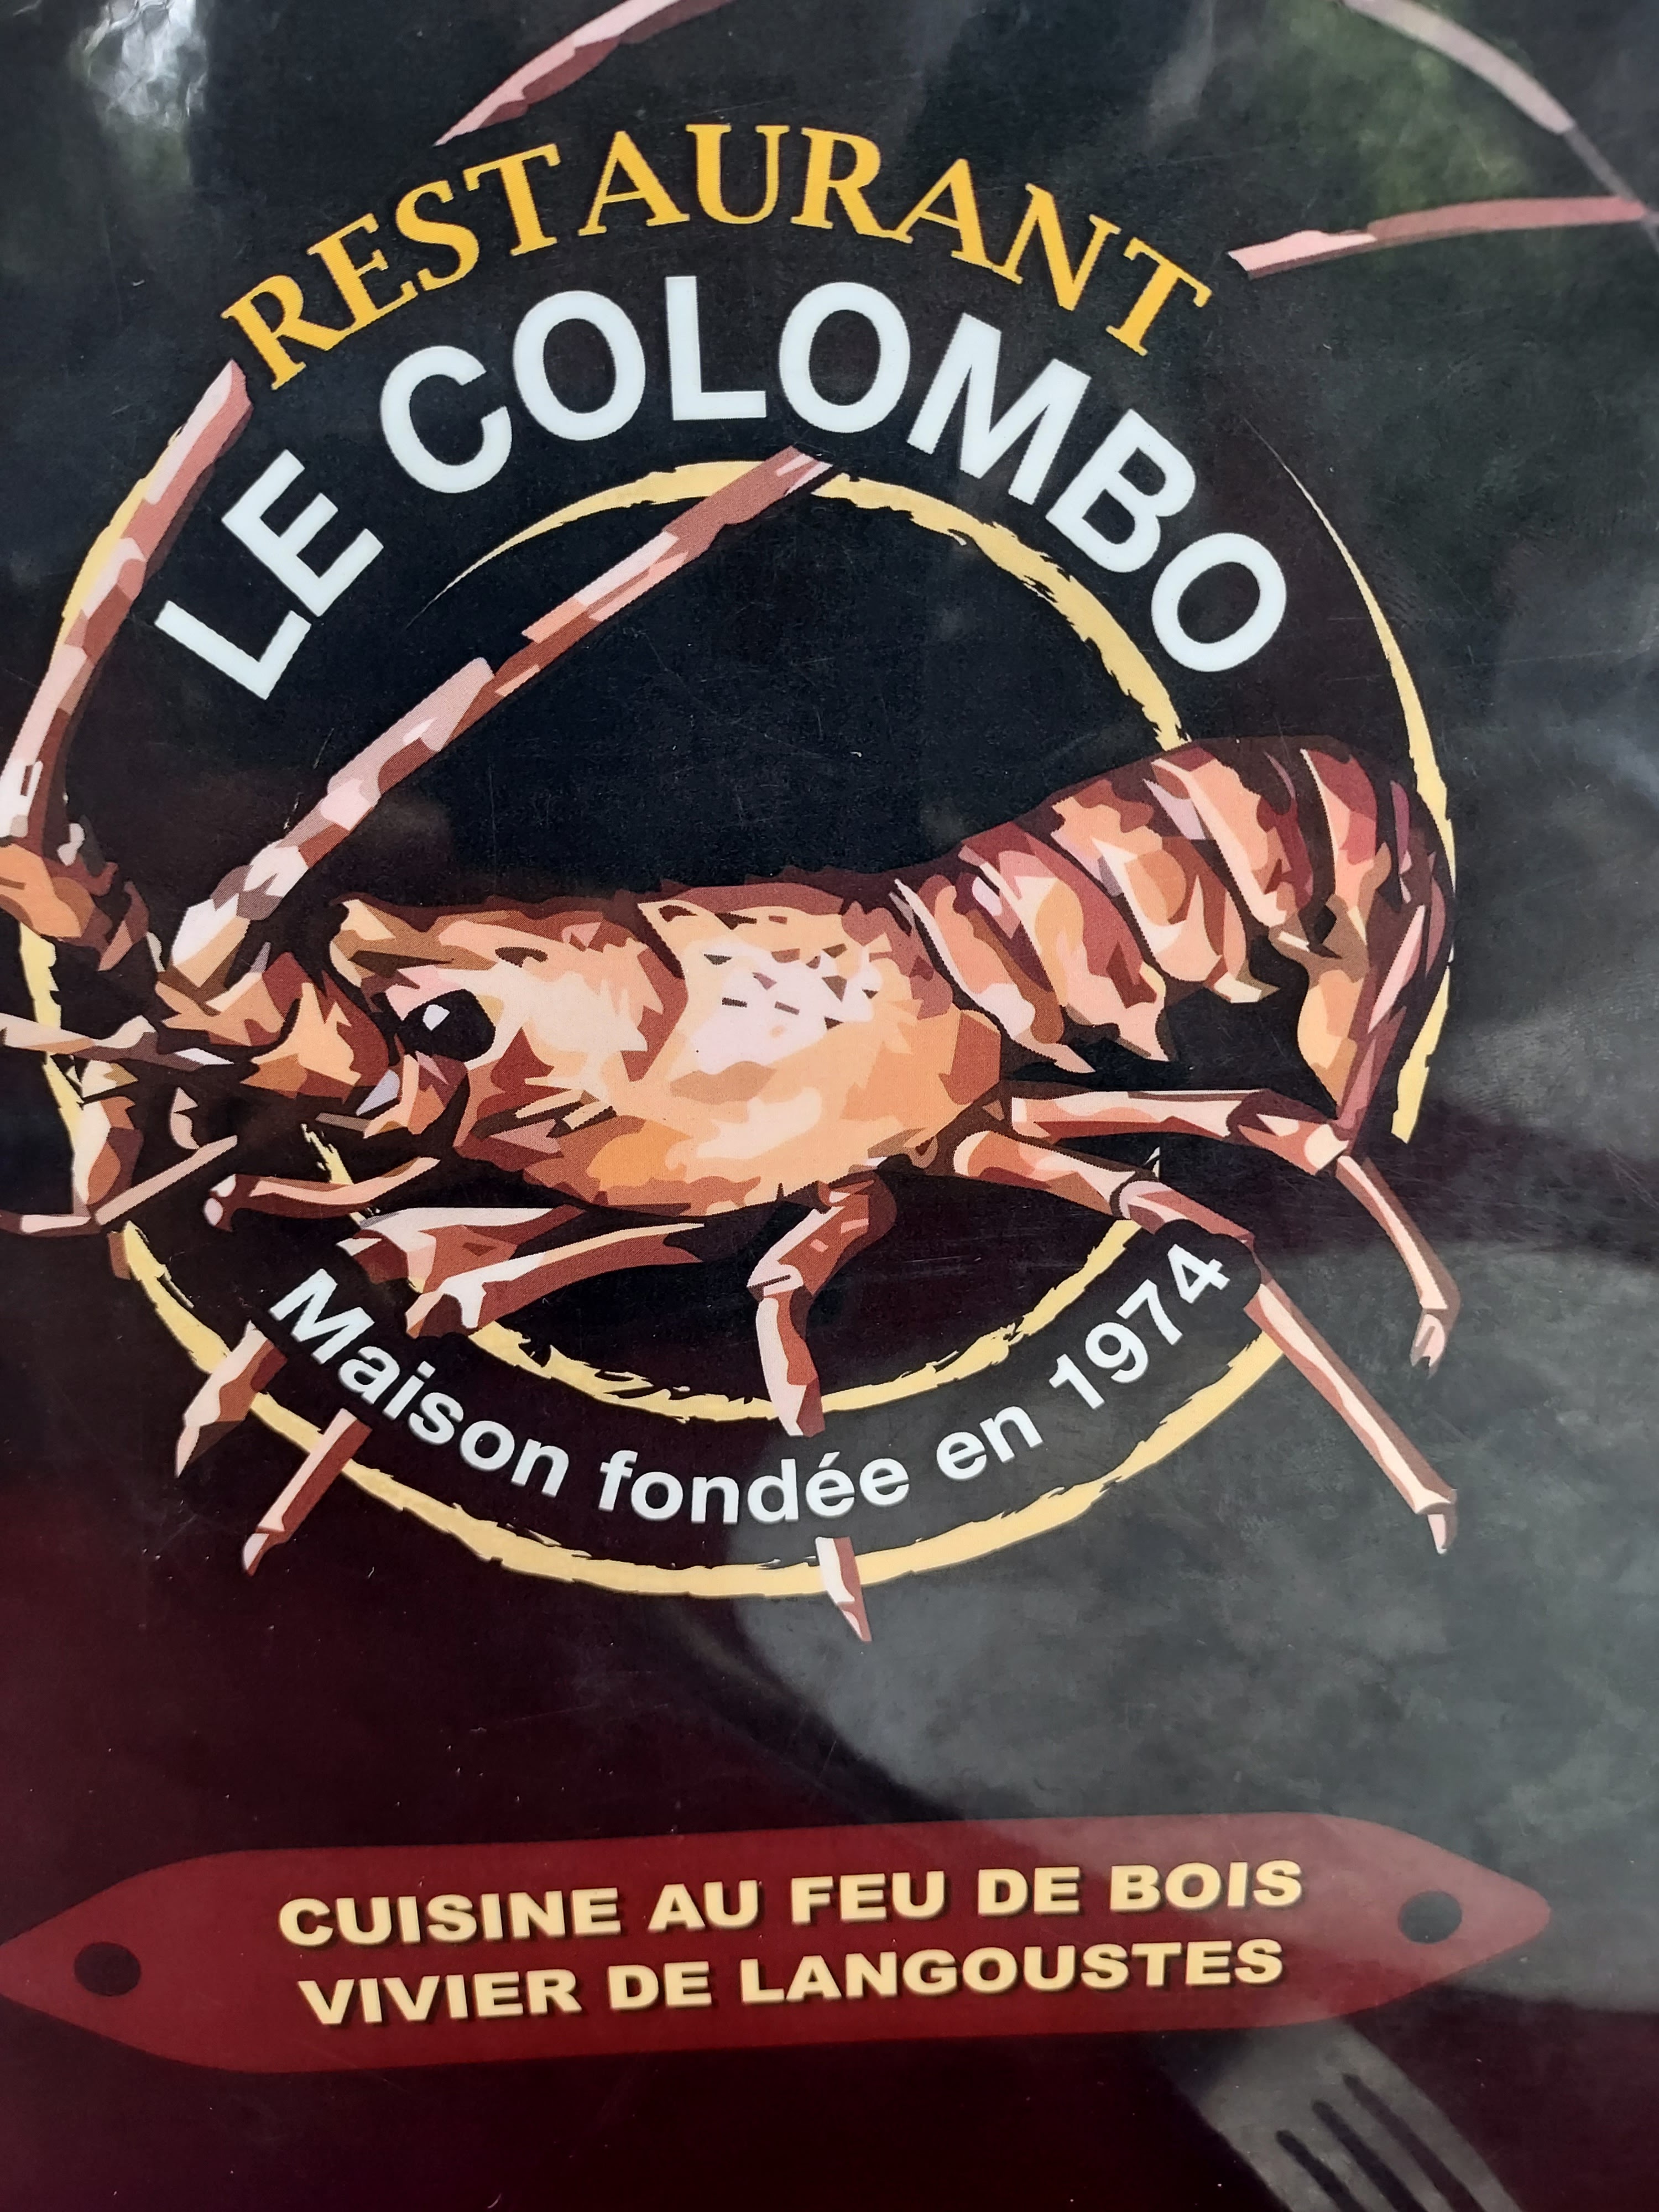 RESTAURANT
LE COLOMBO
Maison fondée en 1974
CUISINE AU FEU DE BOIS
VIVIER DE LANGOUSTES